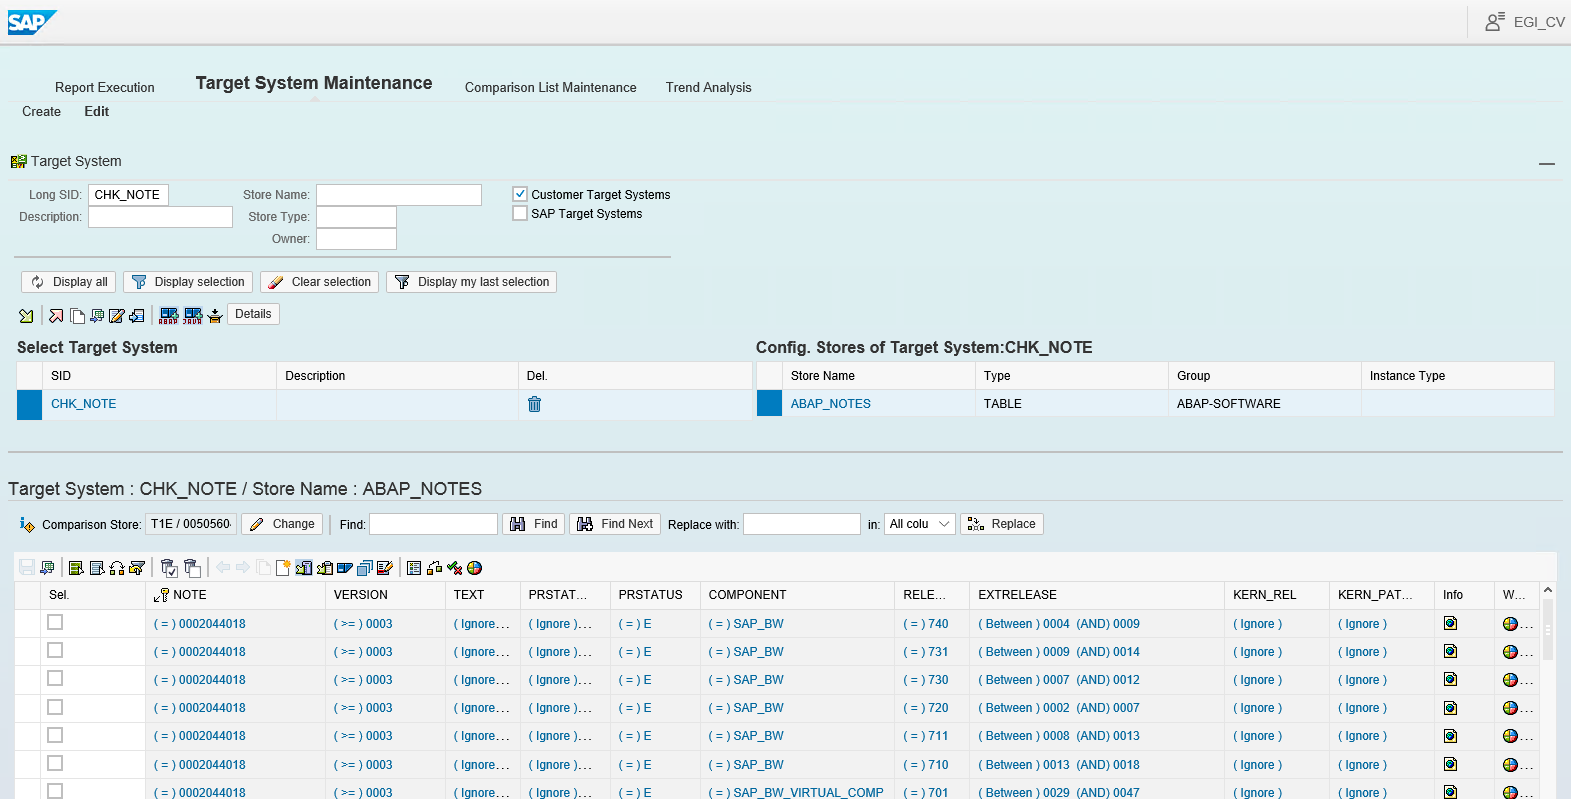 SAP
EGI_CV
Report Execution Target System Maintenance Comparison List Maintenance Trend Analysis
Create Edit
Target System
Long SID: CHK_NOTE Store Name: Customer Target Systems
Description: Store Type: SAP Target Systems
Owner:
Display all Display selection Clear selection Display my last selection
Details
Select Target System Config. Stores of Target System:CHK_NOTE
SID Description Del. Store Name Type Group Instance Type
CHK_NOTE ABAP_NOTES TABLE ABAP-SOFTWARE
Target System : CHK_NOTE / Store Name : ABAP_NOTES
Comparison Store: T1E / 0050560 Change Find: Find Find Next Replace with: in: All colu Replace
Sel. NOTE VERSION TEXT PRSTAT... PRSTATUS COMPONENT RELE... EXTRELEASE KERN_REL KERN_PAT... Info W...
( = ) 0002044018 ( >= ) 0003 ( Ignore... ( Ignore )... ( = ) E ( = ) SAP_BW ( = ) 740 ( Between ) 0004 (AND) 0009 ( Ignore ) ( Ignore ) ...
( = ) 0002044018 ( >= ) 0003 ( Ignore... ( Ignore )... ( = ) E ( = ) SAP_BW ( = ) 731 ( Between ) 0009 (AND) 0014 ( Ignore ) ( Ignore ) ...
( = ) 0002044018 ( >= ) 0003 ( Ignore... ( Ignore )... ( = ) E ( = ) SAP_BW ( = ) 730 ( Between ) 0007 (AND) 0012 ( Ignore ) ( Ignore ) ...
( = ) 0002044018 ( >= ) 0003 ( Ignore... ( Ignore )... ( = ) E ( = ) SAP_BW ( = ) 720 ( Between ) 0002 (AND) 0007 ( Ignore ) ( Ignore ) ...
( = ) 0002044018 ( >= ) 0003 ( Ignore... ( Ignore )... ( = ) E ( = ) SAP_BW ( = ) 711 ( Between ) 0008 (AND) 0013 ( Ignore ) ( Ignore ) ...
( = ) 0002044018 ( >= ) 0003 ( Ignore... ( Ignore )... ( = ) E ( = ) SAP_BW ( = ) 710 ( Between ) 0013 (AND) 0018 ( Ignore ) ( Ignore ) ...
( = ) 0002044018 ( >= ) 0003 ( Ignore... ( Ignore )... ( = ) E ( = ) SAP_BW_VIRTUAL_COMP ( = ) 701 ( Between ) 0029 (AND) 0047 ( Ignore ) ( Ignore ) ...